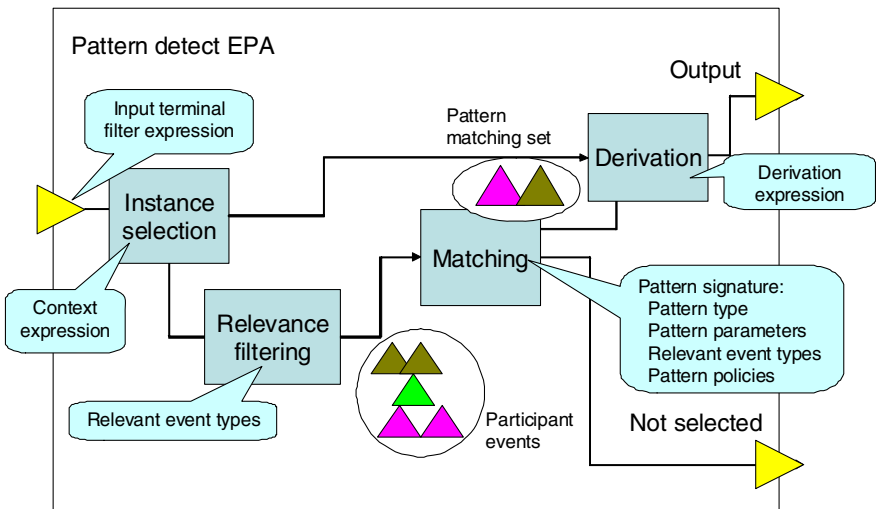 Pattern detect EPA
Output
Input terminal
filter expression
Pattern
matching set
Derivation
Derivation
expression
Instance
selection
Matching
Context
expression
Relevance
filtering
Pattern signature:
Pattern type
Pattern parameters
Relevant event types
Pattern policies
Relevant event types
Participant
events
Not selected